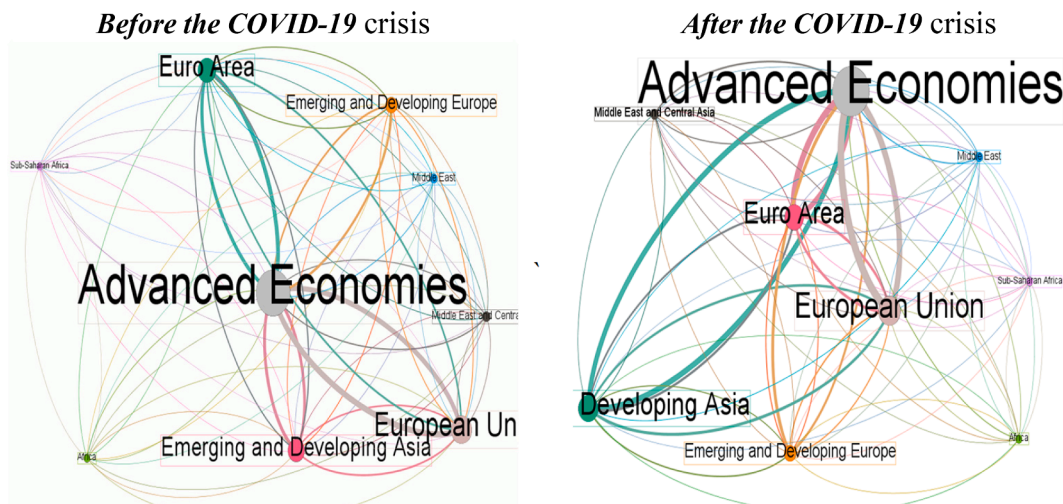 Before the COVID-19 crisis
Euro Area
Emerging and Developing Europe
Sub-Saharan Africa
Middle East
Advanced Economies
Middle East and Centra
European Un
Emerging and Developing Asia
Africa
After the COVID-19 crisis
Advanced Economies
Middle East and Central Asia
Middle East
Euro Area
Sub-Saharan Africa
European Union
Developing Asia
Africa
Emerging and Developing Europe
`